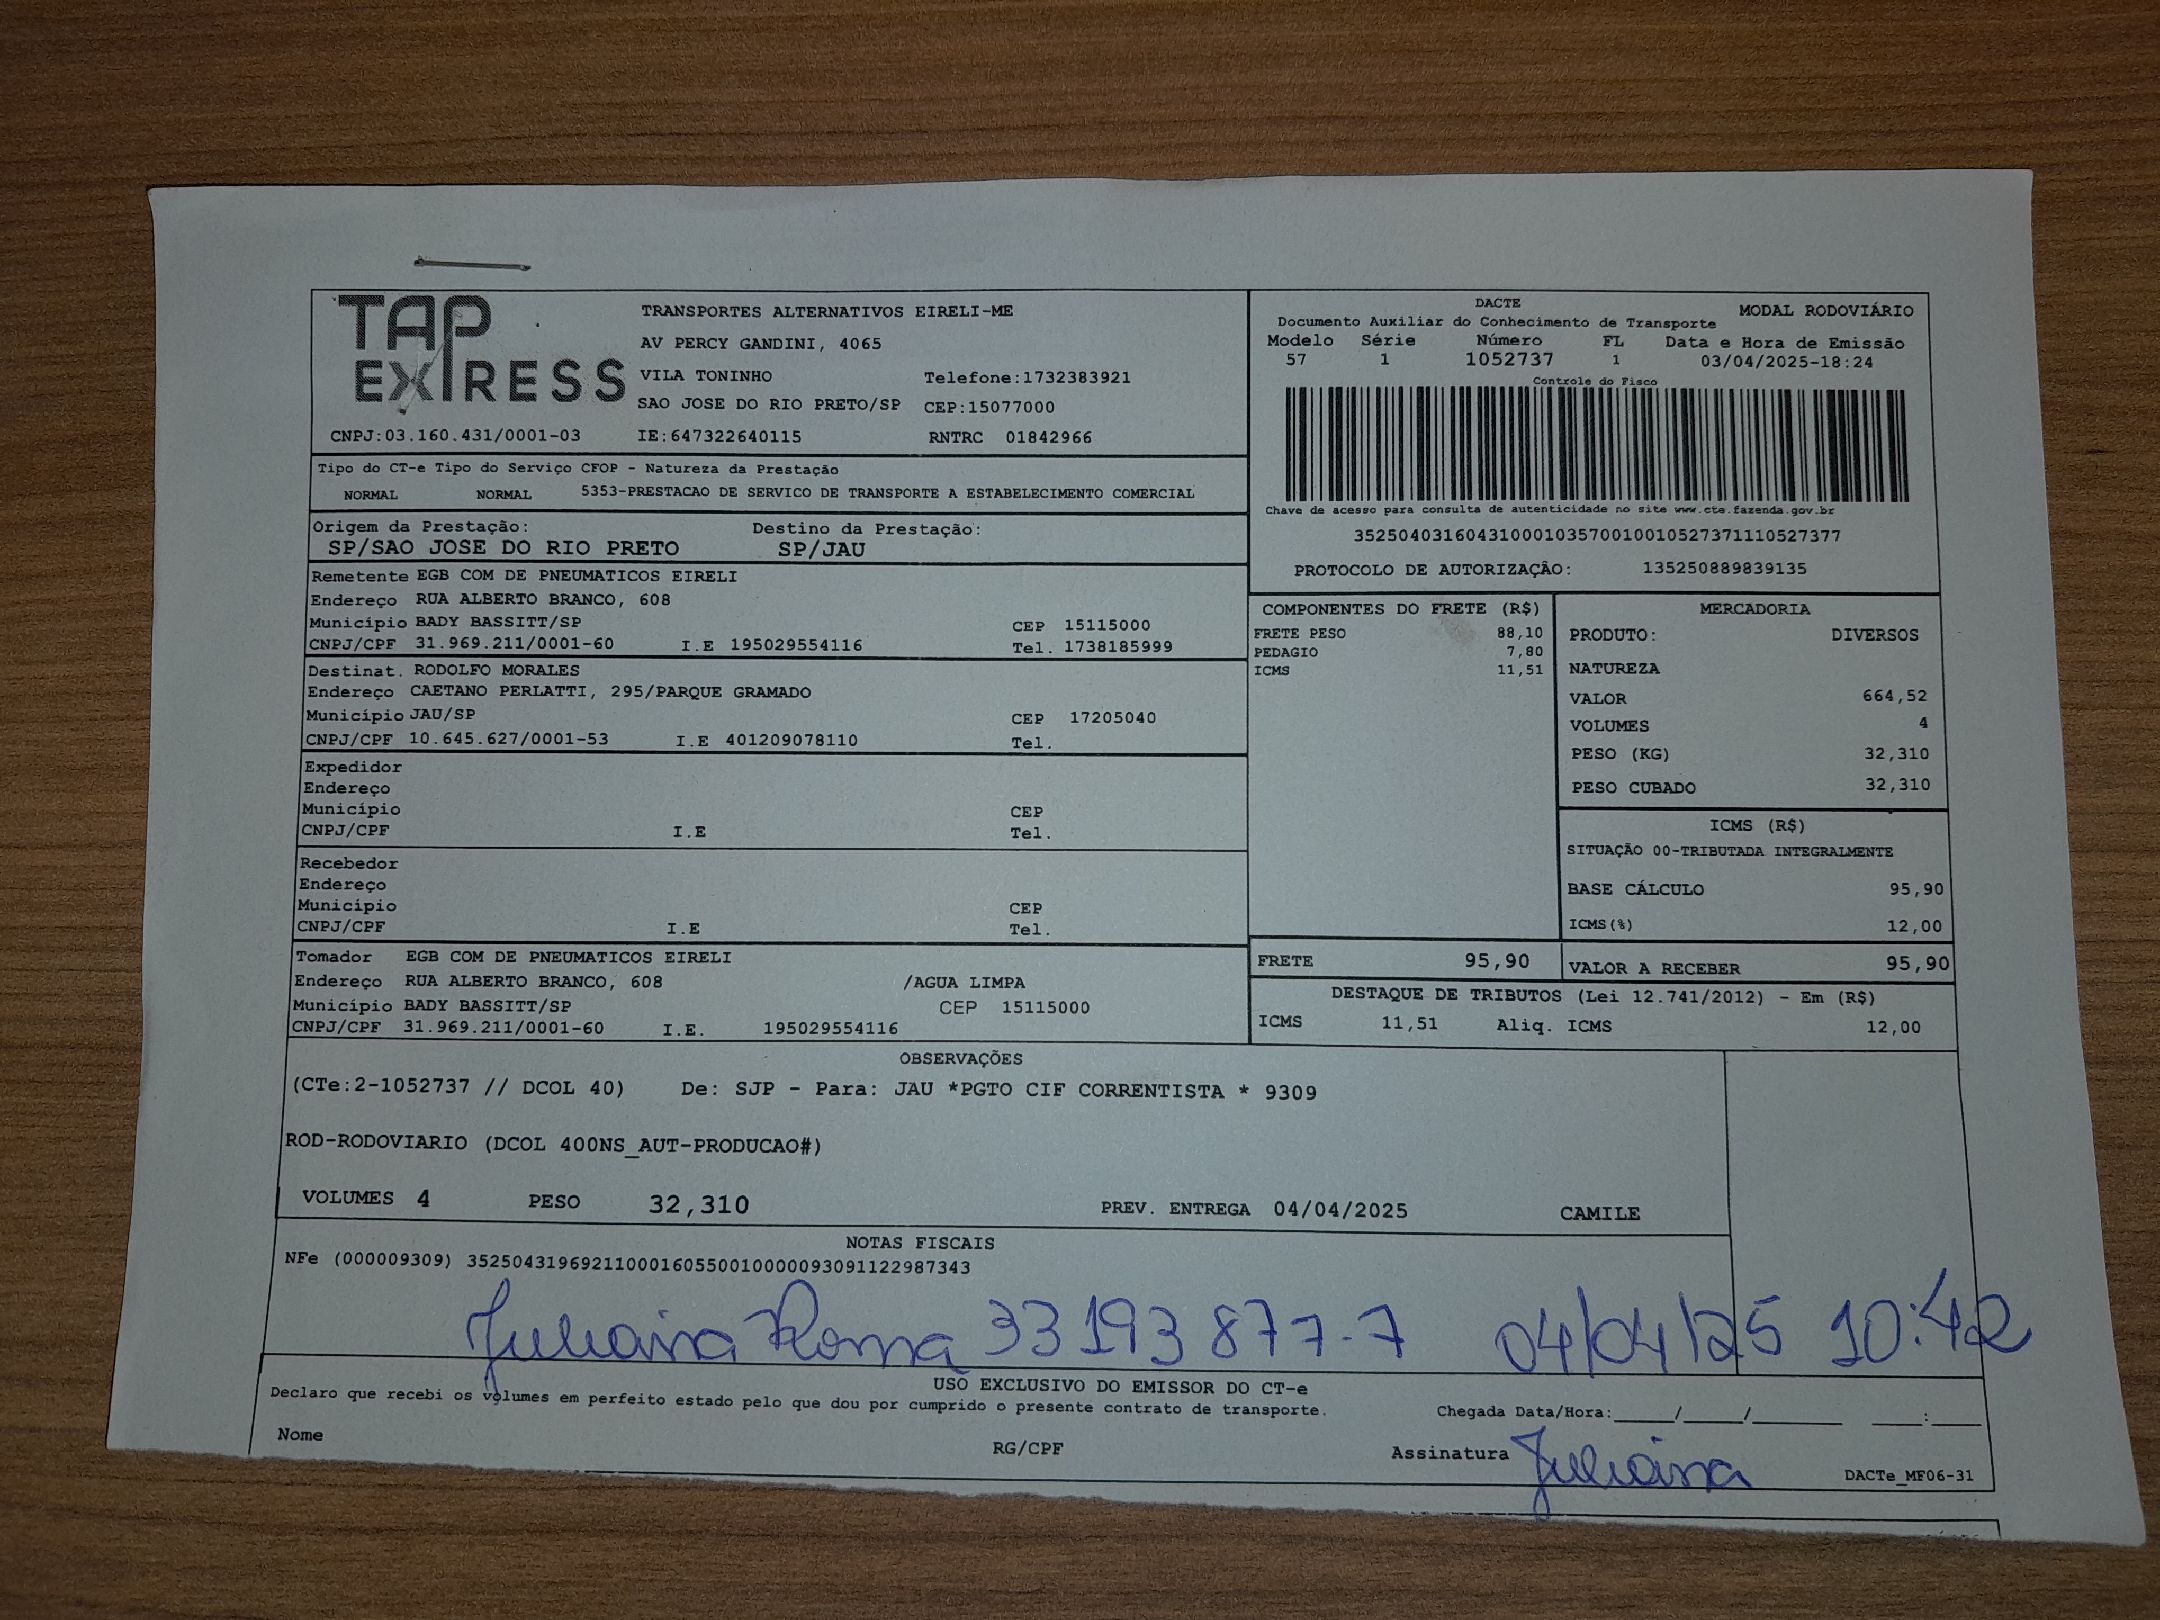 TAP EXPRESS
TRANSPORTES ALTERNATIVOS EIRELI-ME
AV PERCY GANDINI, 4065
VILA TONINHO Telefone:1732383921
SAO JOSE DO RIO PRETO/SP CEP:15077000
CNPJ:03.160.431/0001-03 IE:647322640115 RNTRC 01842966
DACTE MODAL RODOVIÁRIO
Documento Auxiliar do Conhecimento de Transporte
Modelo Série Número FL Data e Hora de Emissão
57 1 1052737 1 03/04/2025-18:24
Controle do Fisco
Chave de acesso para consulta de autenticidade no site www.cte.fazenda.gov.br
35250403160431000103570010010527371110527377
PROTOCOLO DE AUTORIZAÇÃO: 135250889839135
Tipo do CT-e Tipo do Serviço CFOP - Natureza da Prestação
NORMAL NORMAL 5353-PRESTACAO DE SERVICO DE TRANSPORTE A ESTABELECIMENTO COMERCIAL
Origem da Prestação: Destino da Prestação:
SP/SAO JOSE DO RIO PRETO SP/JAU
Remetente EGB COM DE PNEUMATICOS EIRELI
Endereço RUA ALBERTO BRANCO, 608
Município BADY BASSITT/SP CEP 15115000
CNPJ/CPF 31.969.211/0001-60 I.E 195029554116 Tel. 1738185999
Destinat. RODOLFO MORALES
Endereço CAETANO PERLATTI, 295/PARQUE GRAMADO
Município JAU/SP CEP 17205040
CNPJ/CPF 10.645.627/0001-53 I.E 401209078110 Tel.
Expedidor
Endereço
Município CEP
CNPJ/CPF I.E Tel.
Recebedor
Endereço
Município CEP
CNPJ/CPF I.E Tel.
Tomador EGB COM DE PNEUMATICOS EIRELI
Endereço RUA ALBERTO BRANCO, 608 /AGUA LIMPA
Município BADY BASSITT/SP CEP 15115000
CNPJ/CPF 31.969.211/0001-60 I.E. 195029554116
COMPONENTES DO FRETE (R$)
FRETE PESO 88,10
PEDAGIO 7,80
ICMS 11,51
MERCADORIA
PRODUTO: DIVERSOS
NATUREZA
VALOR 664,52
VOLUMES 4
PESO (KG) 32,310
PESO CUBADO 32,310
ICMS (R$)
SITUAÇÃO 00-TRIBUTADA INTEGRALMENTE
BASE CÁLCULO 95,90
ICMS(%) 12,00
FRETE 95,90 VALOR A RECEBER 95,90
DESTAQUE DE TRIBUTOS (Lei 12.741/2012) - Em (R$)
ICMS 11,51 Aliq. ICMS 12,00
OBSERVAÇÕES
(CTe:2-1052737 // DCOL 40) De: SJP - Para: JAU *PGTO CIF CORRENTISTA * 9309
ROD-RODOVIARIO (DCOL 400NS_AUT-PRODUCAO#)
VOLUMES 4 PESO 32,310 PREV. ENTREGA 04/04/2025 CAMILE
NOTAS FISCAIS
NFe (000009309) 35250431969211000160550010000093091122987343
Juliana Roma 33193877-7 04/04/25 10:42
USO EXCLUSIVO DO EMISSOR DO CT-e
Declaro que recebi os volumes em perfeito estado pelo que dou por cumprido o presente contrato de transporte. Chegada Data/Hora:____/____/______ ___:___
Nome RG/CPF Assinatura Juliana DACTe_MF06-31